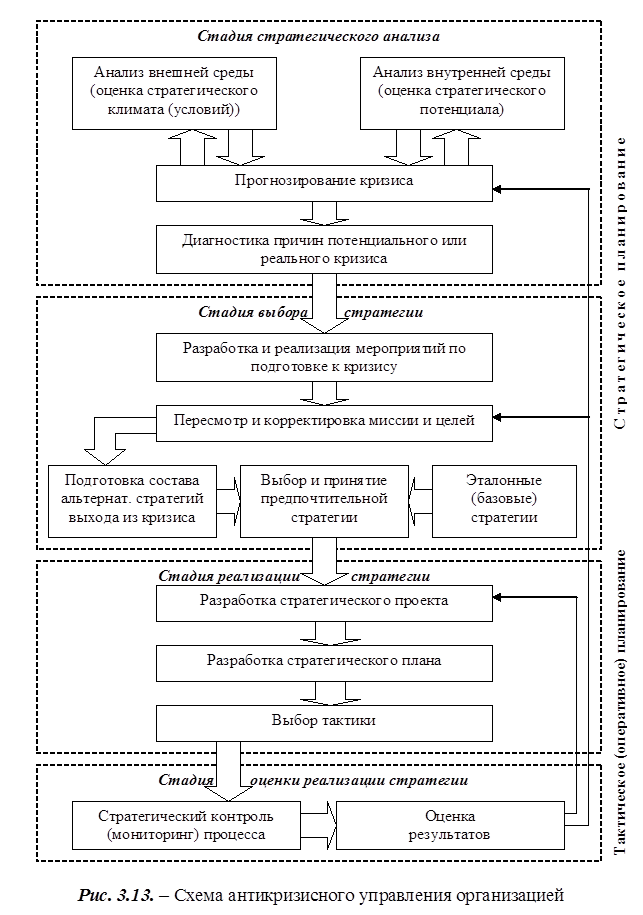 Стадия стратегического анализа
Анализ внешней среды
(оценка стратегического
климата (условий))
Анализ внутренней среды
(оценка стратегического
потенциала)
Прогнозирование кризиса
Диагностика причин потенциального или
реального кризиса
Стратегическое планирование
Стадия выбора стратегии
Разработка и реализация мероприятий по
подготовке к кризису
Пересмотр и корректировка миссии и целей
Подготовка состава
альтернат. стратегий
выхода из кризиса
Выбор и принятие
предпочтительной
стратегии
Эталонные
(базовые)
стратегии
Стадия реализации стратегии
Разработка стратегического проекта
Разработка стратегического плана
Выбор тактики
Тактическое (оперативное) планирование
Стадия оценки реализации стратегии
Стратегический контроль
(мониторинг) процесса
Оценка
результатов
Рис. 3.13. – Схема антикризисного управления организацией